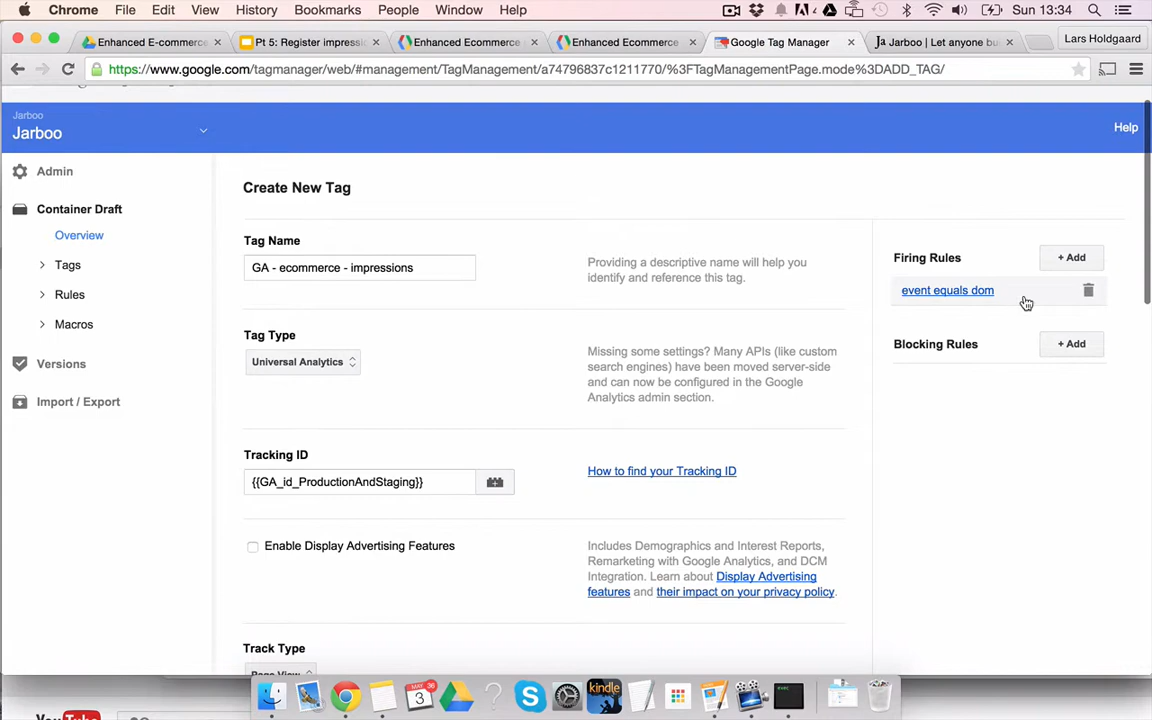 Chrome File Edit View History Bookmarks People Window Help Sun 13:34
Enhanced E-commerce Pt 5: Register impressi Enhanced Ecommerce Enhanced Ecommerce Google Tag Manager Jarboo | Let anyone bu Lars Holdgaard
https://www.google.com/tagmanager/web/#management/TagManagement/a74796837c1211770/%3FTagManagementPage.mode%3DADD_TAG/
Jarboo
Jarboo
Help
Admin
Container Draft
Overview
Tags
Rules
Macros
Versions
Import / Export
Create New Tag
Tag Name
GA - ecommerce - impressions
Providing a descriptive name will help you
identify and reference this tag.
Tag Type
Universal Analytics
Missing some settings? Many APIs (like custom
search engines) have been moved server-side
and can now be configured in the Google
Analytics admin section.
Tracking ID
{{GA_id_ProductionAndStaging}}
How to find your Tracking ID
Enable Display Advertising Features
Includes Demographics and Interest Reports,
Remarketing with Google Analytics, and DCM
Integration. Learn about Display Advertising
features and their impact on your privacy policy.
Track Type
Page View
Firing Rules + Add
event equals dom
Blocking Rules + Add
MAY
3
kindle
You